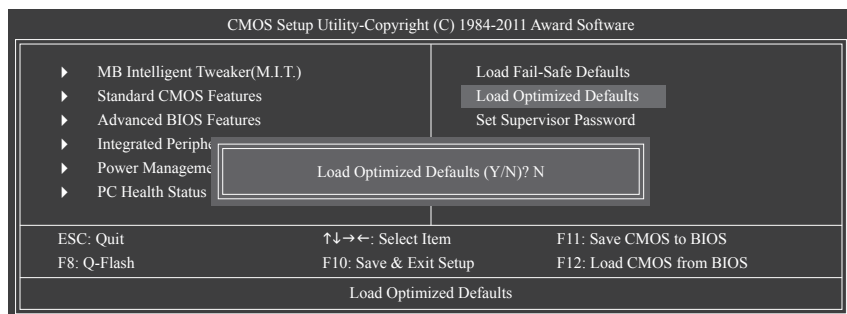 CMOS Setup Utility-Copyright (C) 1984-2011 Award Software
MB Intelligent Tweaker(M.I.T.)
Standard CMOS Features
Advanced BIOS Features
Integrated Periphe
Power Manageme
PC Health Status
Load Fail-Safe Defaults
Load Optimized Defaults
Set Supervisor Password
Load Optimized Defaults (Y/N)? N
ESC: Quit ↑↓→←: Select Item F11: Save CMOS to BIOS
F8: Q-Flash F10: Save & Exit Setup F12: Load CMOS from BIOS
Load Optimized Defaults